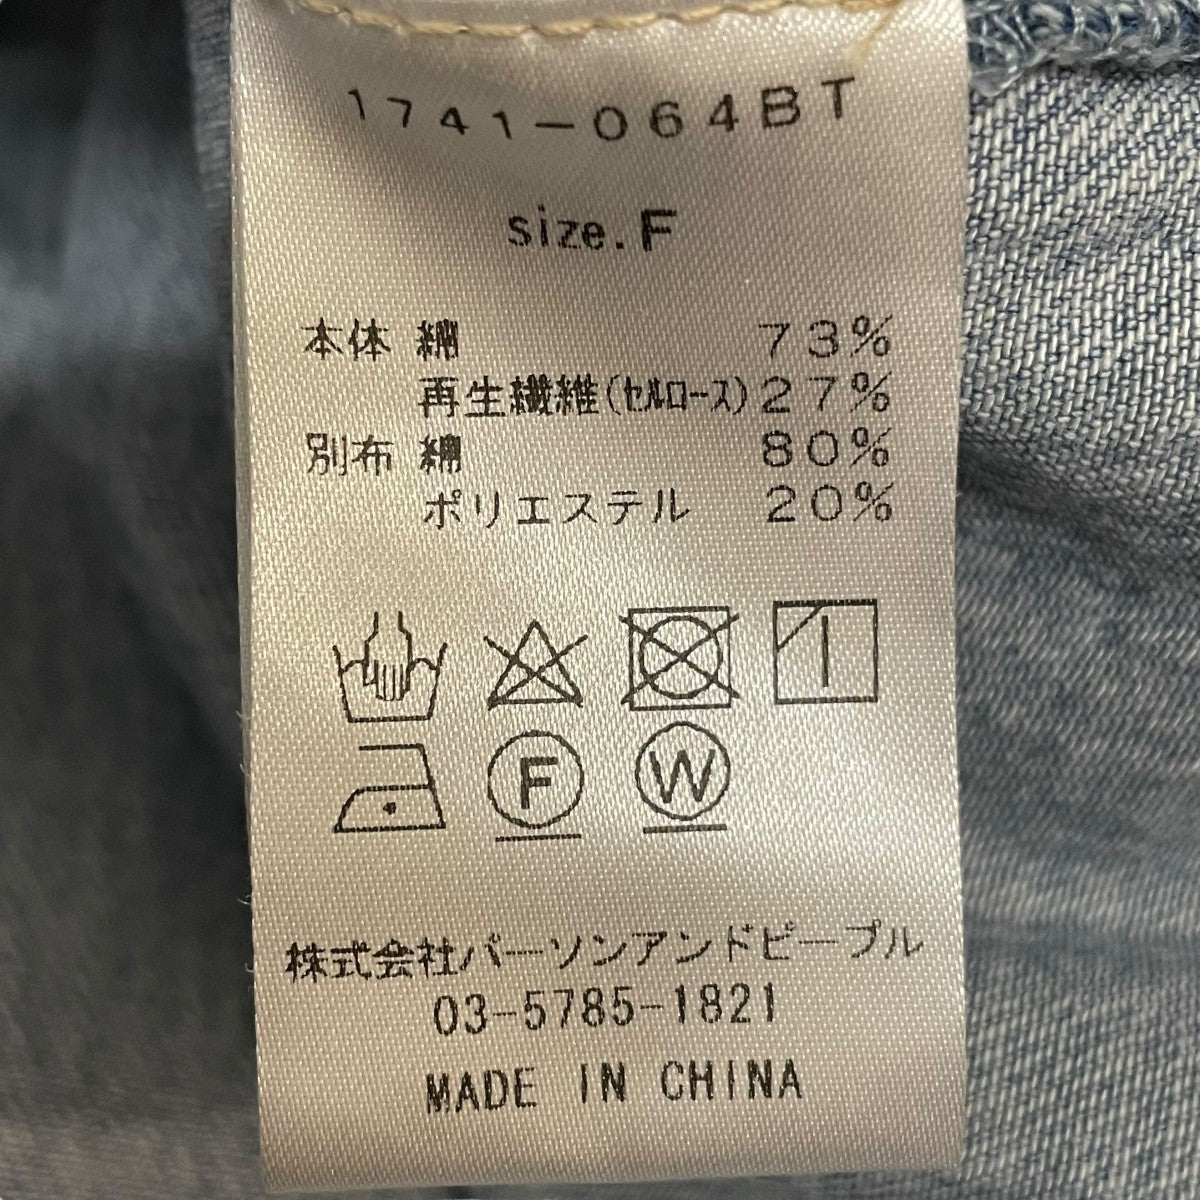 1741-064BT
size.F
本体 綿 73%
再生繊維(セルロース) 27%
別布 綿 80%
ポリエステル 20%
F W
株式会社パーソンアンドピープル
03-5785-1821
MADE IN CHINA